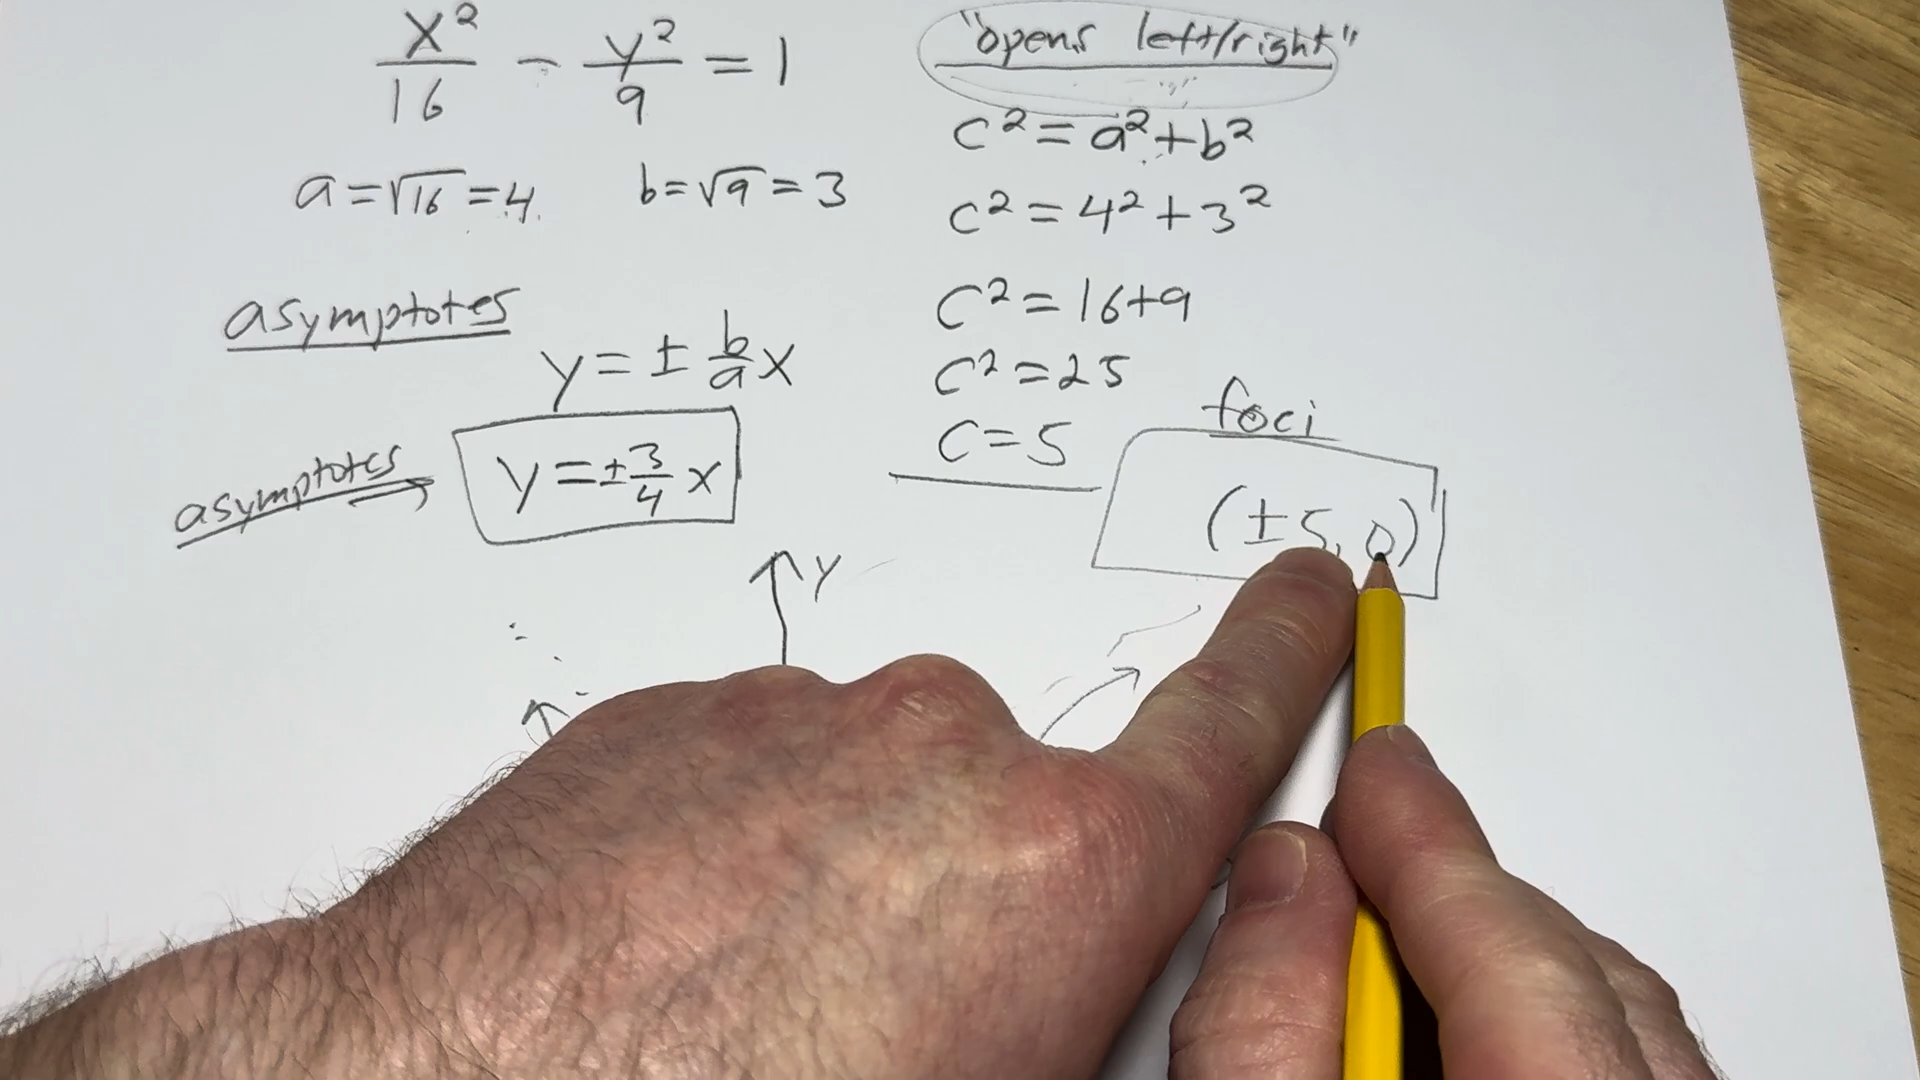 x²/16 - y²/9 = 1
a=√16=4 b=√9=3
asymptotes
y=± b/a x
asymptotes → y=±3/4 x
y
"opens left/right"
c²=a²+b²
c²=4²+3²
c²=16+9
c²=25
c=5
foci
(±5,0)